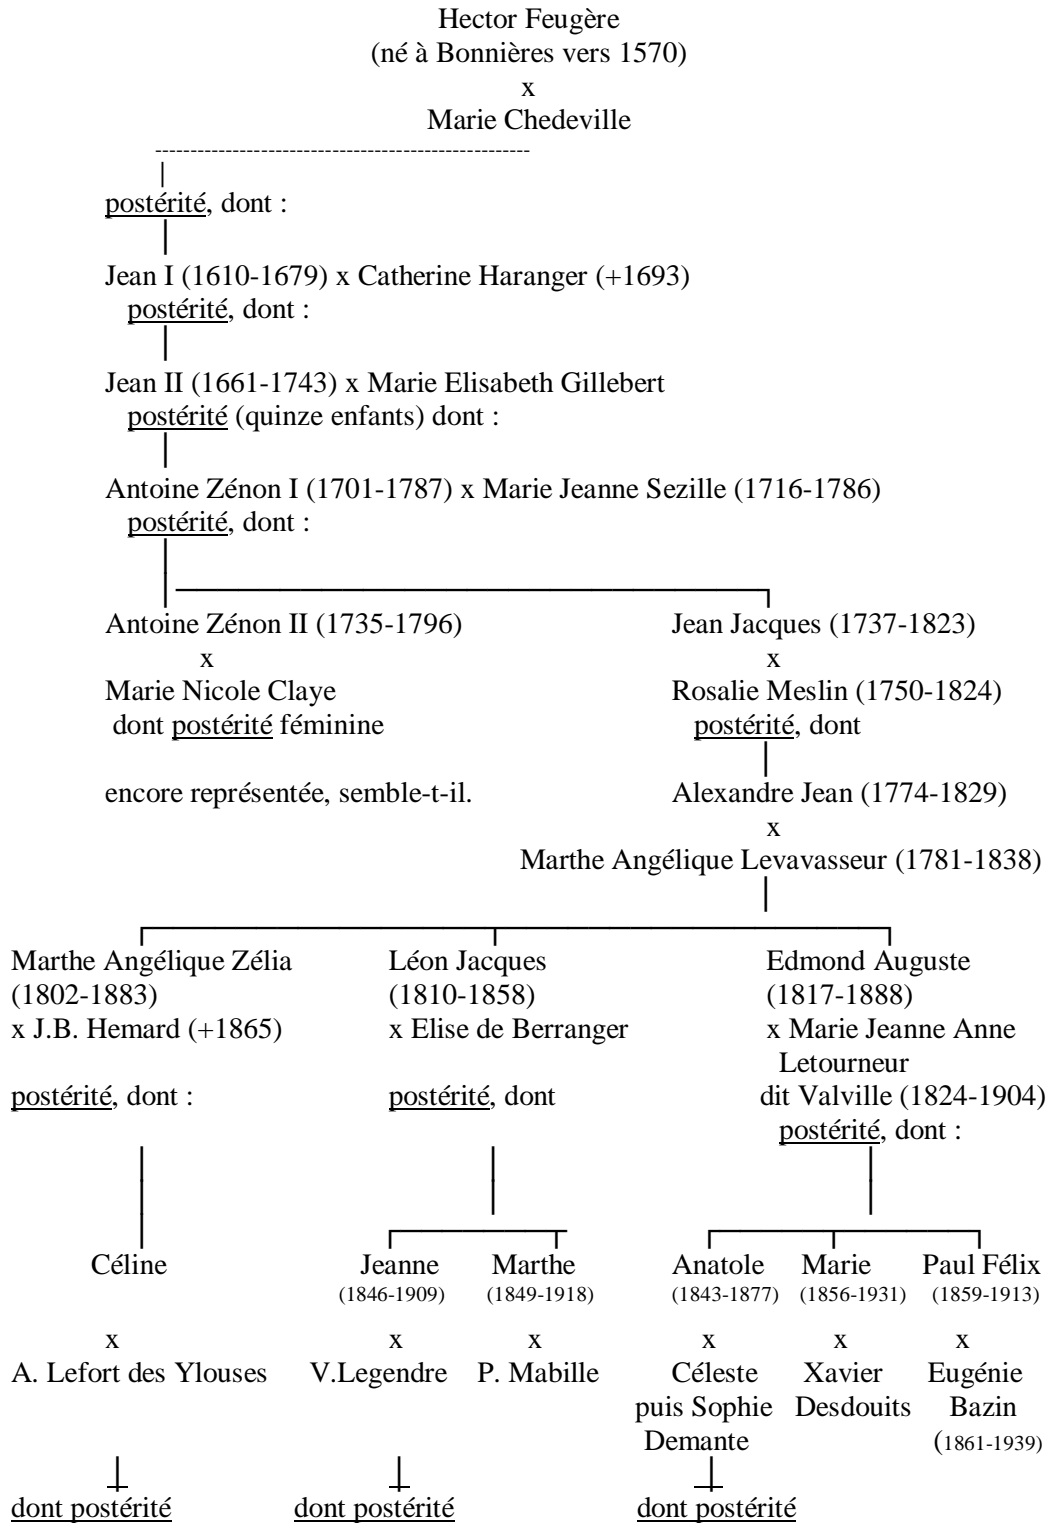 Hector Feugère
(né à Bonnières vers 1570)
x
Marie Chedeville
postérité, dont :
Jean I (1610-1679) x Catherine Haranger (+1693)
postérité, dont :
Jean II (1661-1743) x Marie Elisabeth Gillebert
postérité (quinze enfants) dont :
Antoine Zénon I (1701-1787) x Marie Jeanne Sezille (1716-1786)
postérité, dont :
Antoine Zénon II (1735-1796) Jean Jacques (1737-1823)
x x
Marie Nicole Claye Rosalie Meslin (1750-1824)
dont postérité féminine postérité, dont
encore représentée, semble-t-il. Alexandre Jean (1774-1829)
x
Marthe Angélique Levavasseur (1781-1838)
Marthe Angélique Zélia Léon Jacques Edmond Auguste
(1802-1883) (1810-1858) (1817-1888)
x J.B. Hemard (+1865) x Elise de Berranger x Marie Jeanne Anne
Letourneur
postérité, dont : postérité, dont dit Valville (1824-1904)
postérité, dont :
Céline Jeanne Marthe Anatole Marie Paul Félix
(1846-1909) (1849-1918) (1843-1877) (1856-1931) (1859-1913)
x x x x x x
A. Lefort des Ylouses V.Legendre P. Mabille Céleste Xavier Eugénie
puis Sophie Desdouits Bazin
Demante (1861-1939)
dont postérité dont postérité dont postérité